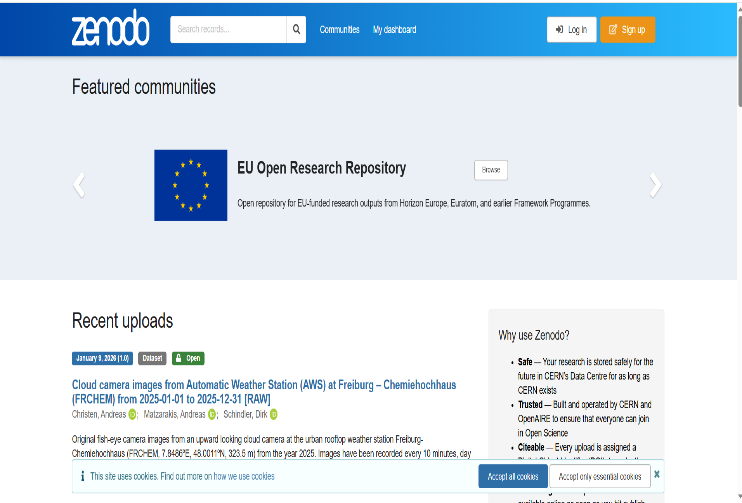 zenodo
Search records...
Communities
My dashboard
Log in
Sign up
Featured communities
EU Open Research Repository
Browse
Open repository for EU-funded research outputs from Horizon Europe, Euratom, and earlier Framework Programmes.
Recent uploads
January 9, 2026 (1.0) Dataset Open
Cloud camera images from Automatic Weather Station (AWS) at Freiburg – Chemiehochhaus
(FRCHEM) from 2025-01-01 to 2025-12-31 [RAW]
Christen, Andreas iD; Matzarakis, Andreas iD; Schindler, Dirk iD
Original fish-eye camera images from an upward looking cloud camera at the urban rooftop weather station Freiburg-
Chemiehochhaus (FRCHEM, 7.8486ºE, 48.0011ºN, 323.5 m) from the year 2025. Images have been recorded every 10 minutes, day
Why use Zenodo?
• Safe — Your research is stored safely for the
future in CERN's Data Centre for as long as
CERN exists
• Trusted — Built and operated by CERN and
OpenAIRE to ensure that everyone can join
in Open Science
• Citeable — Every upload is assigned a
This site uses cookies. Find out more on how we use cookies
Accept all cookies
Accept only essential cookies